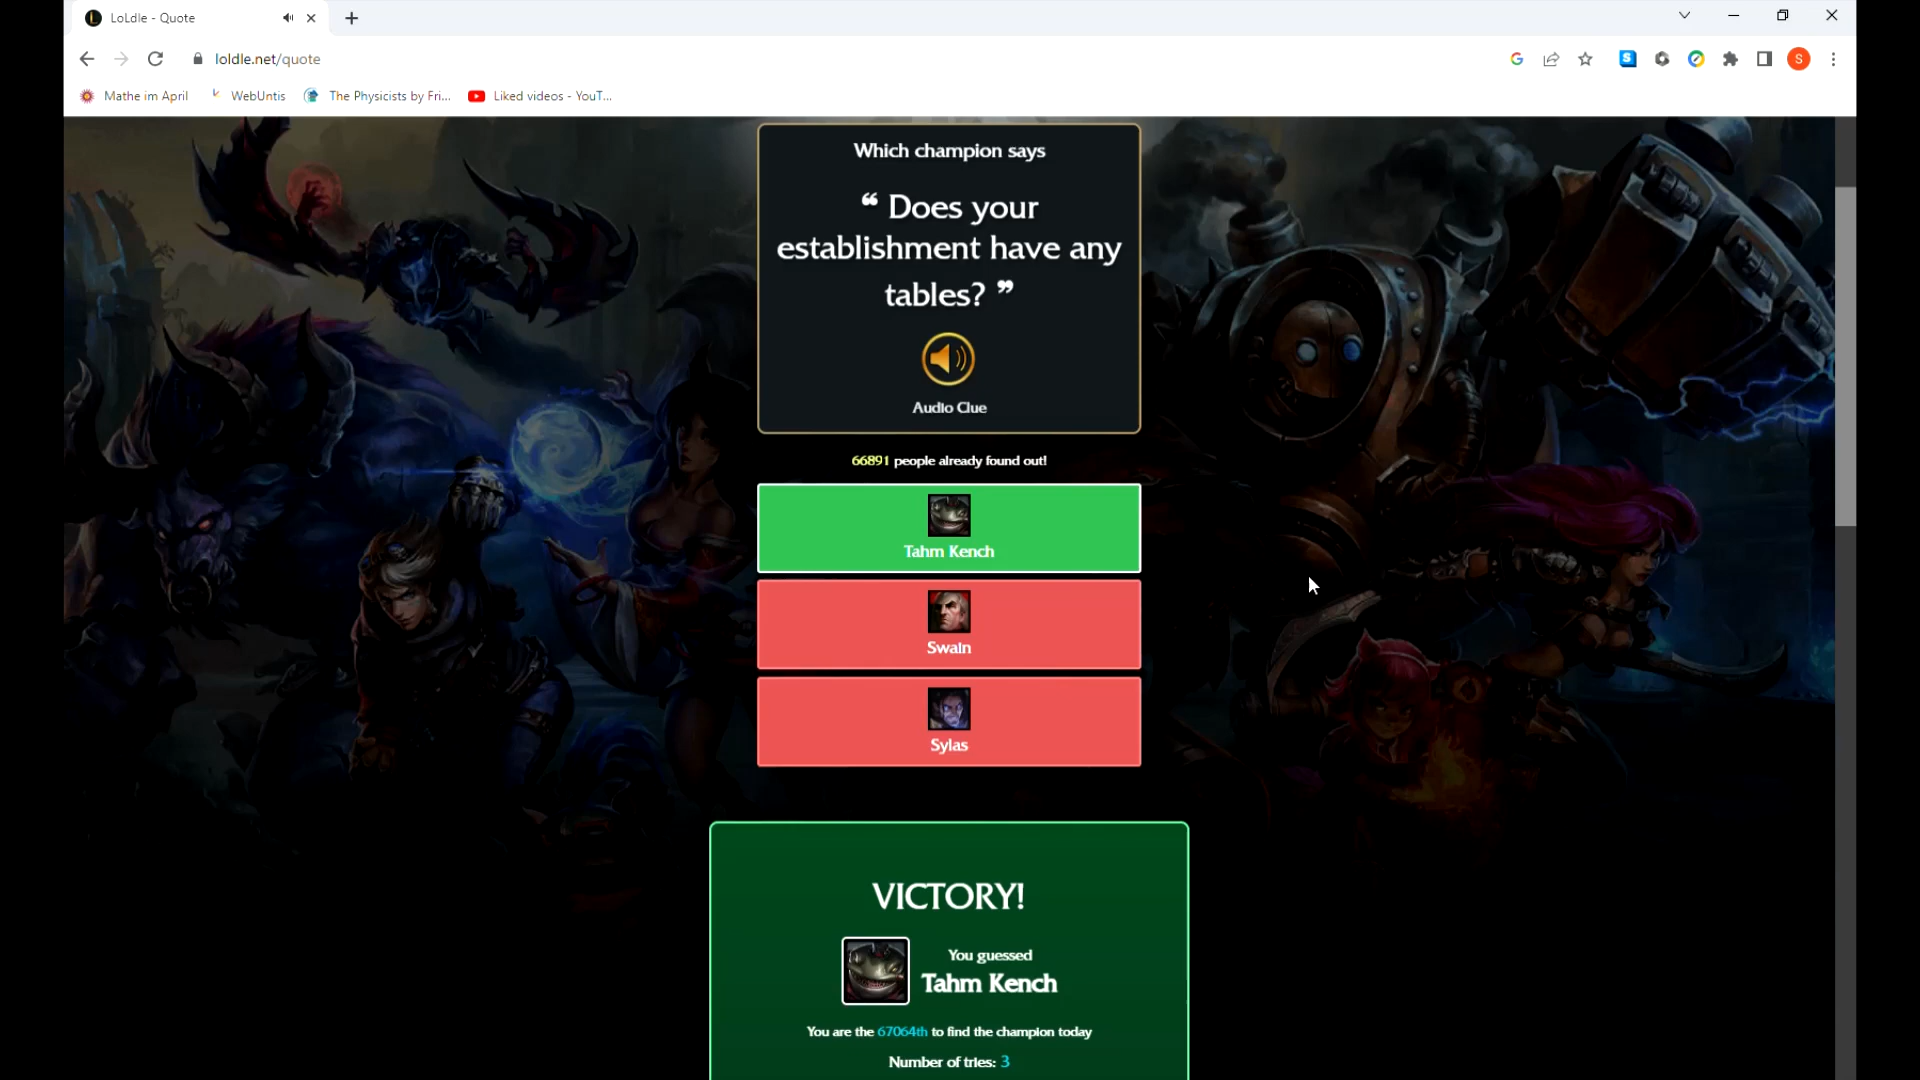 LoLdle - Quote
loldle.net/quote
S
S
Mathe im April
WebUntis
The Physicists by Fri...
Liked videos - YouT...
Which champion says
“ Does your
establishment have any
tables? ”
Audio Clue
66891 people already found out!
Tahm Kench
Swain
Sylas
VICTORY!
You guessed
Tahm Kench
You are the 67064th to find the champion today
Number of tries: 3